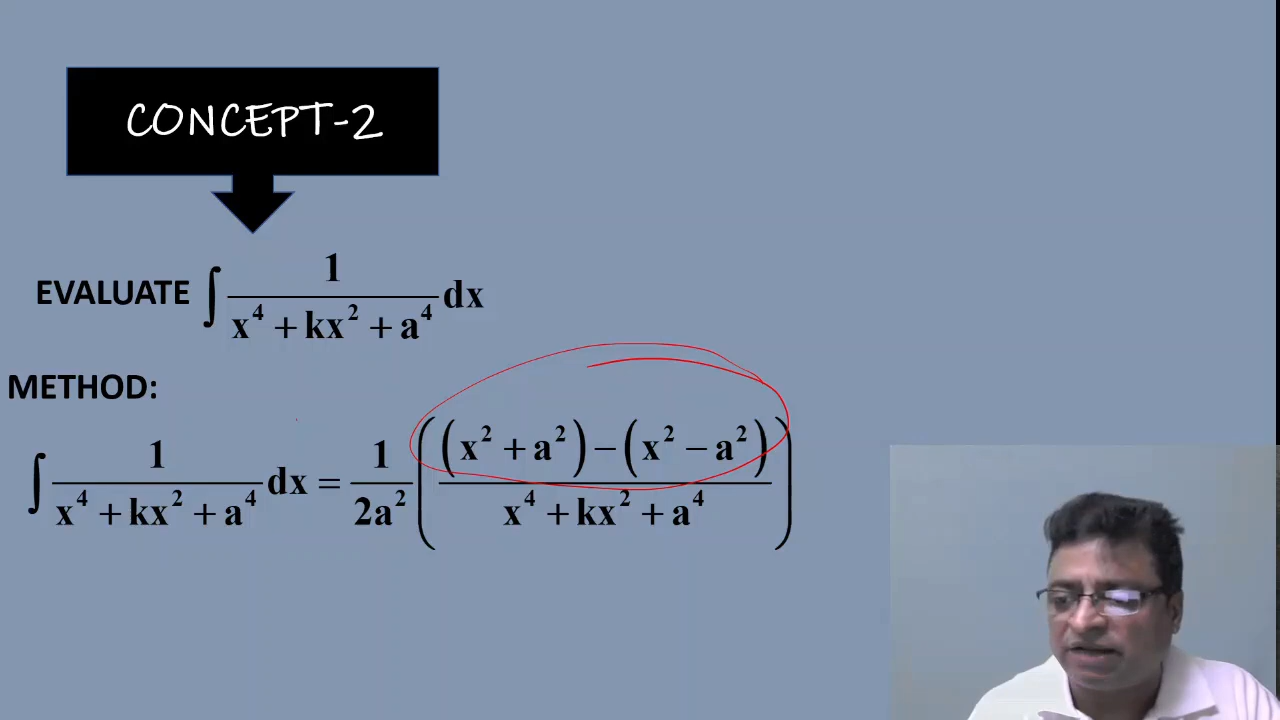 CONCEPT-2
EVALUATE ∫ 1/(x⁴ + kx² + a⁴) dx
METHOD:
∫ 1/(x⁴ + kx² + a⁴) dx = 1/(2a²) (((x² + a²) − (x² − a²))/(x⁴ + kx² + a⁴))